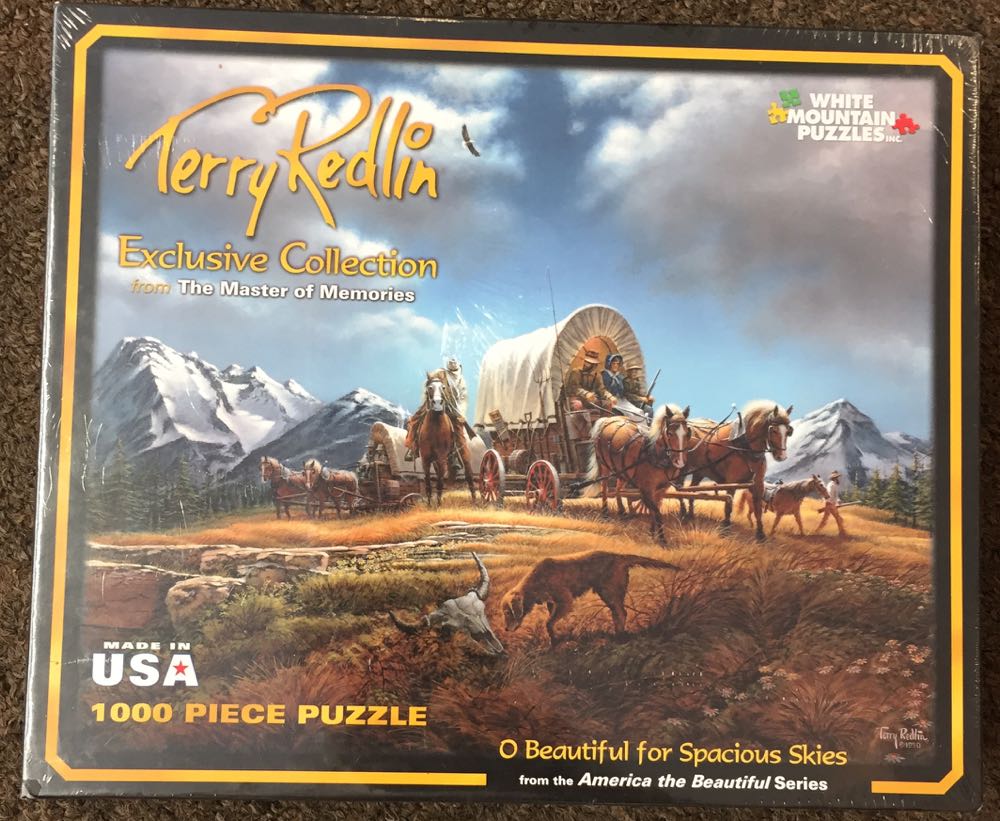 Terry Redlin
Exclusive Collection
from The Master of Memories
WHITE
MOUNTAIN
PUZZLES INC.
MADE IN
USA
1000 PIECE PUZZLE
Terry Redlin
©1990
O Beautiful for Spacious Skies
from the America the Beautiful Series